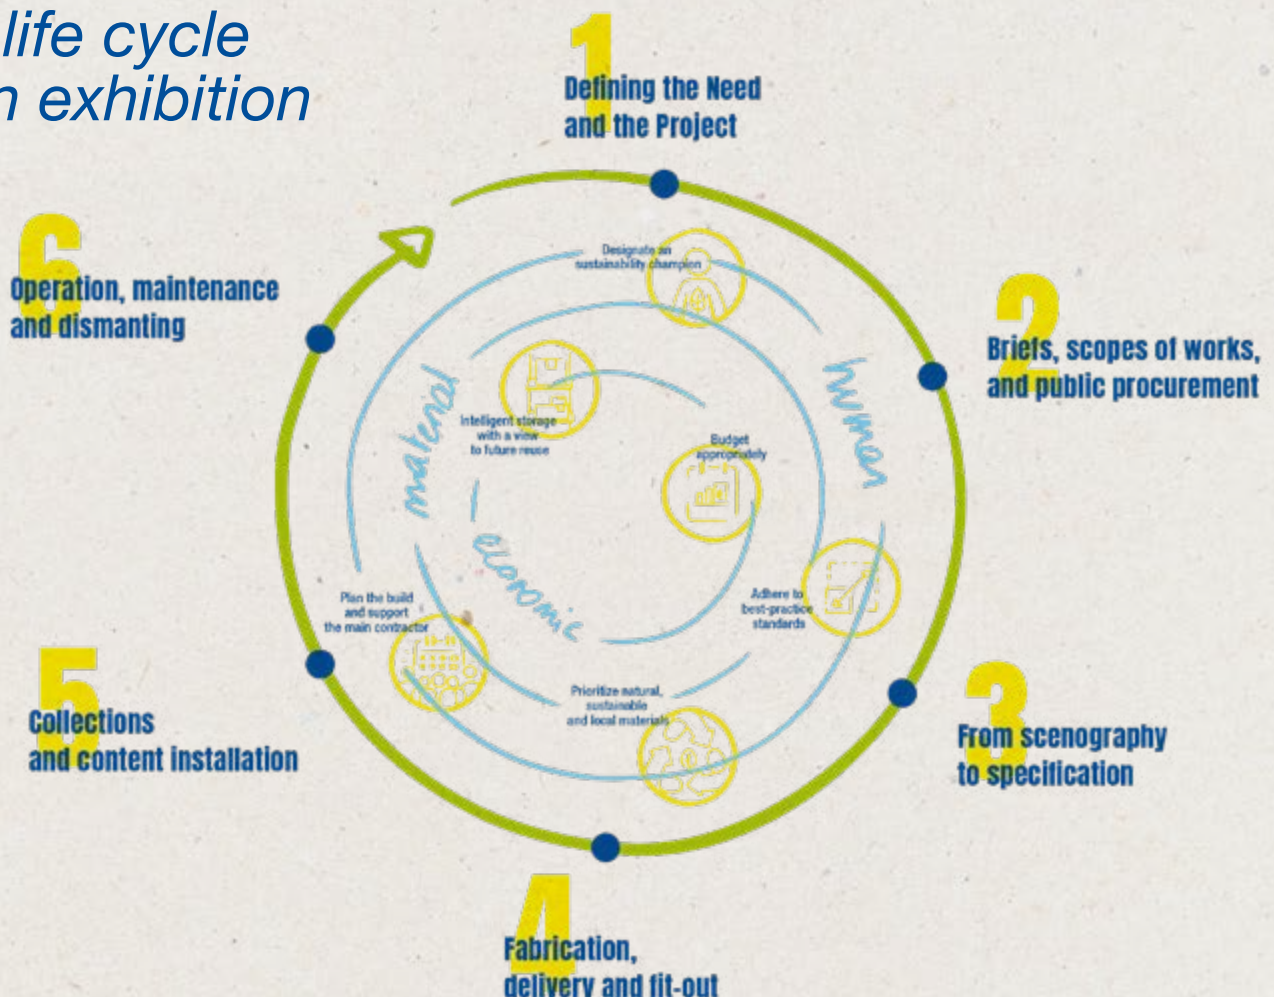 life cycle
n exhibition
1
Defining the Need
and the Project
2
Briefs, scopes of works,
and public procurement
3
From scenography
to specification
4
Fabrication,
delivery and fit-out
5
Collections
and content installation
6
Operation, maintenance
and dismanting
Designate an
sustainability champion
human
material
economic
Intelligent storage
with a view
to future reuse
Budget
appropriately
Adhere to
best-practice
standards
Prioritize natural,
sustainable
and local materials
Plan the build
and support
the main contractor